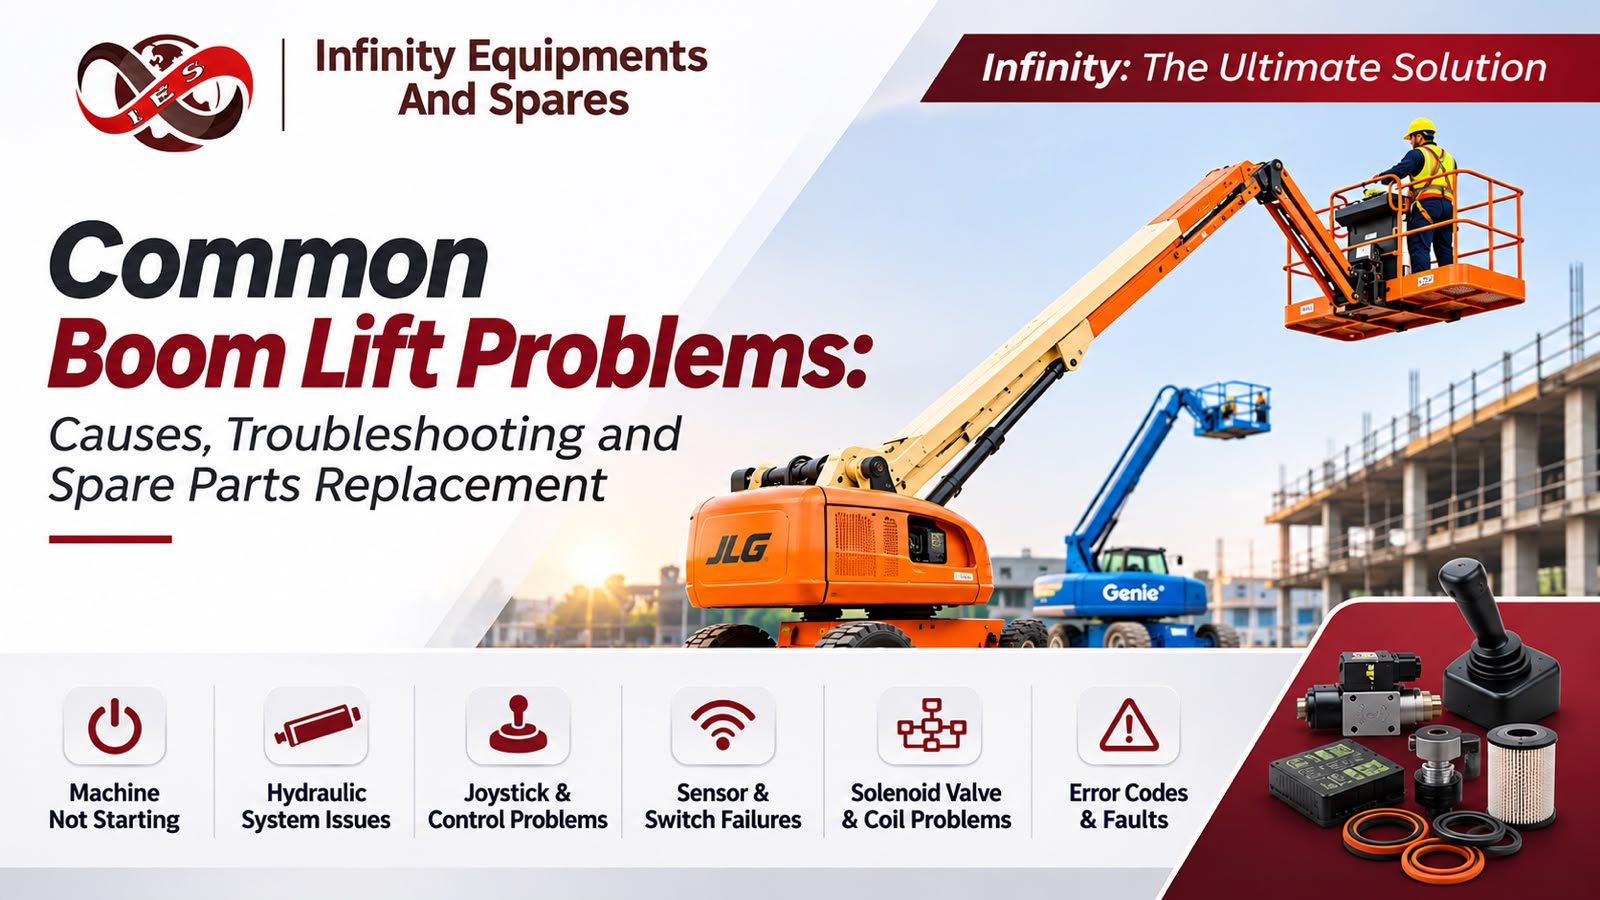 IES
Infinity Equipments
And Spares
Infinity: The Ultimate Solution
Common
Boom Lift Problems:
Causes, Troubleshooting and
Spare Parts Replacement
JLG
Genie
Machine
Not Starting
Hydraulic
System Issues
Joystick &
Control Problems
Sensor &
Switch Failures
Solenoid Valve
& Coil Problems
Error Codes
& Faults